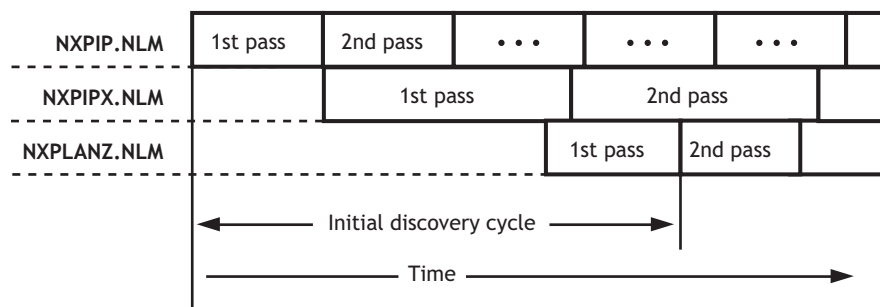 NXPIP.NLM 1st pass 2nd pass • • • • • • • • •
NXPIPX.NLM 1st pass 2nd pass
NXPLANZ.NLM 1st pass 2nd pass
Initial discovery cycle
Time